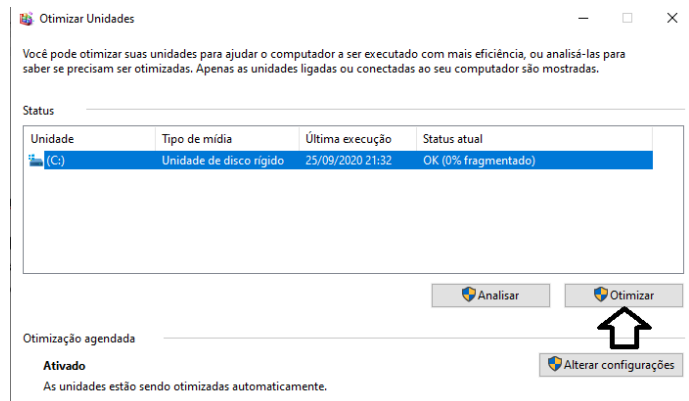 Otimizar Unidades
Você pode otimizar suas unidades para ajudar o computador a ser executado com mais eficiência, ou analisá-las para
saber se precisam ser otimizadas. Apenas as unidades ligadas ou conectadas ao seu computador são mostradas.
Status
Unidade Tipo de mídia Última execução Status atual
(C:) Unidade de disco rígido 25/09/2020 21:32 OK (0% fragmentado)
Analisar Otimizar
Otimização agendada
Ativado Alterar configurações
As unidades estão sendo otimizadas automaticamente.